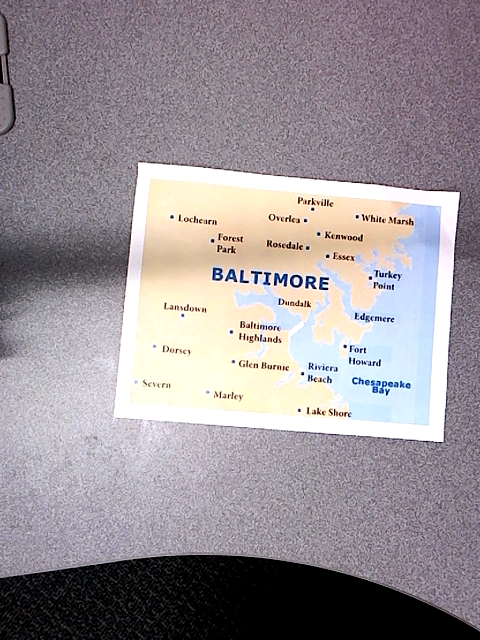 Parkville
Lochearn
Overlea
White Marsh
Forest
Park
Kenwood
Rosedale
Essex
BALTIMORE
Turkey
Point
Dundalk
Lansdown
Edgemere
Baltimore
Highlands
Dorsey
Fort
Howard
Glen Burnie
Riviera
Beach
Chesapeake
Bay
Severn
Marley
Lake Shore